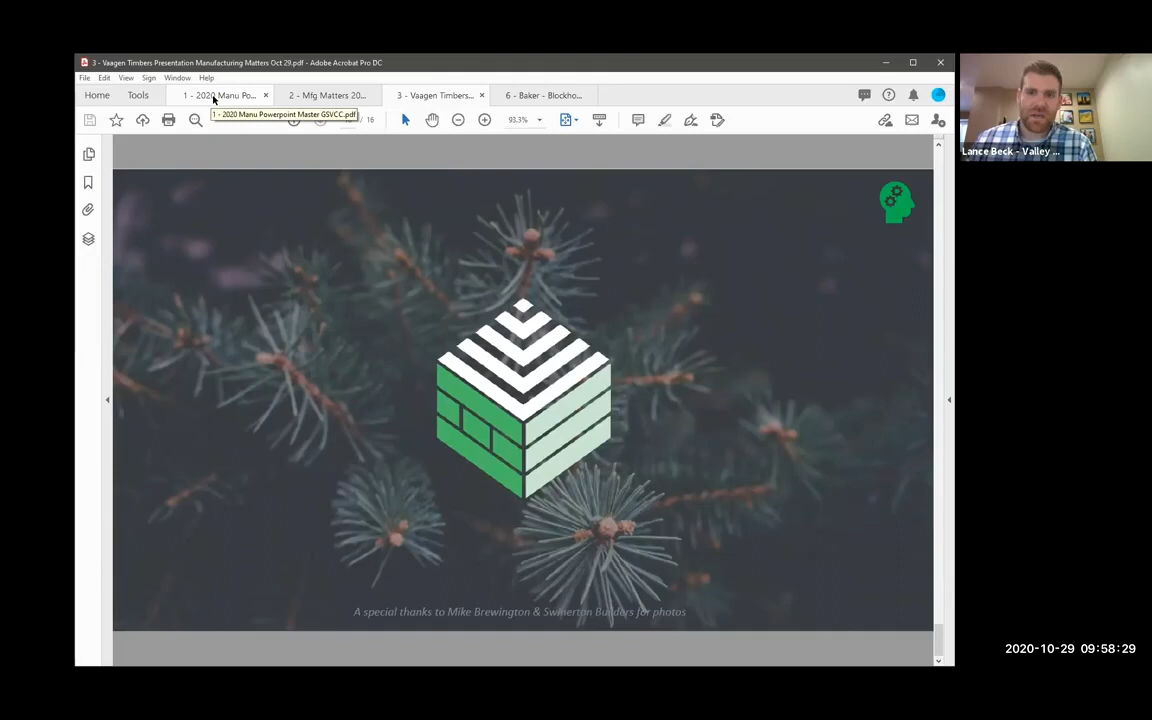 3 - Vaagen Timbers Presentation Manufacturing Matters Oct 29.pdf - Adobe Acrobat Pro DC
File Edit View Sign Window Help
Home Tools 1 - 2020 Manu Po... 2 - Mfg Matters 20... 3 - Vaagen Timbers... 6 - Baker - Blockho...
1 - 2020 Manu Powerpoint Master GSVCC.pdf
/ 16 93.3%
Lance Beck - Valley ...
A special thanks to Mike Brewington & Swinerton Builders for photos
2020-10-29 09:58:29